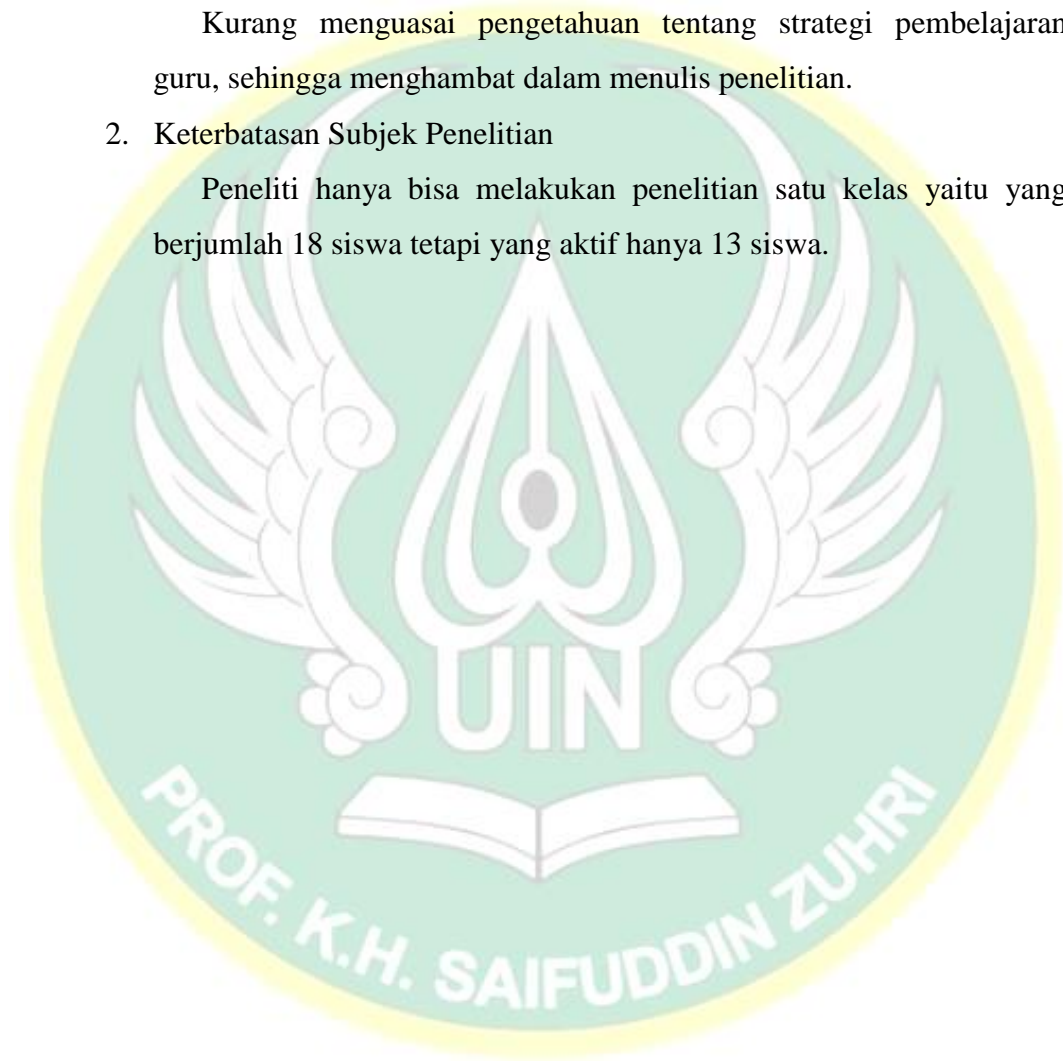 Kurang menguasai pengetahuan tentang strategi pembelajaran
guru, sehingga menghambat dalam menulis penelitian.
2. Keterbatasan Subjek Penelitian
Peneliti hanya bisa melakukan penelitian satu kelas yaitu yang
berjumlah 18 siswa tetapi yang aktif hanya 13 siswa.
UIN
PROF. K.H. SAIFUDDIN ZUHRI